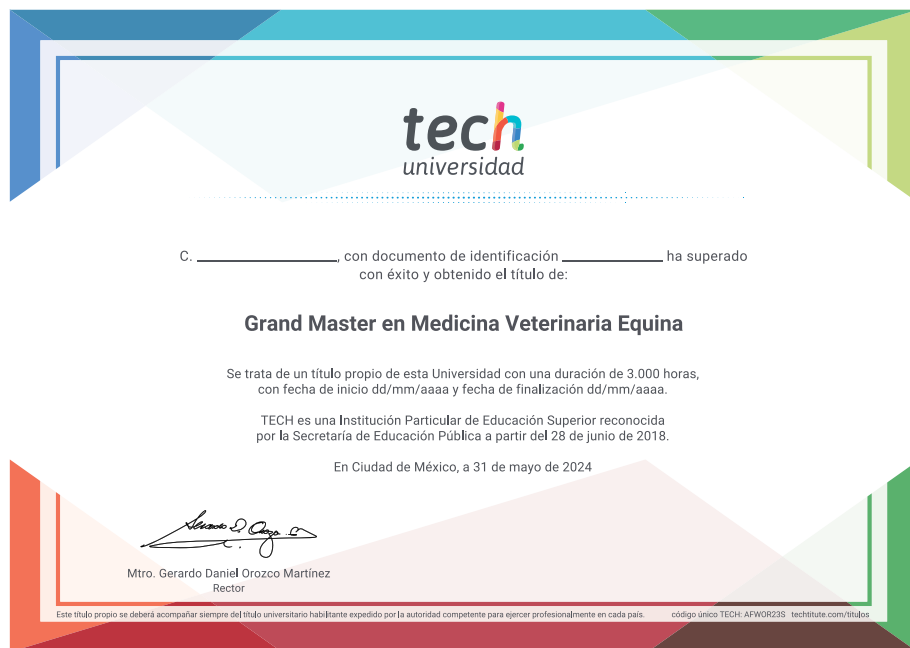 tech
universidad
C. ____________________, con documento de identificación ______________ ha superado
con éxito y obtenido el título de:
Grand Master en Medicina Veterinaria Equina
Se trata de un título propio de esta Universidad con una duración de 3.000 horas,
con fecha de inicio dd/mm/aaaa y fecha de finalización dd/mm/aaaa.
TECH es una Institución Particular de Educación Superior reconocida
por la Secretaría de Educación Pública a partir del 28 de junio de 2018.
En Ciudad de México, a 31 de mayo de 2024
Mtro. Gerardo Daniel Orozco Martínez
Rector
Este título propio se deberá acompañar siempre del título universitario habilitante expedido por la autoridad competente para ejercer profesionalmente en cada país. código único TECH: AFWOR23S techtitute.com/titulos